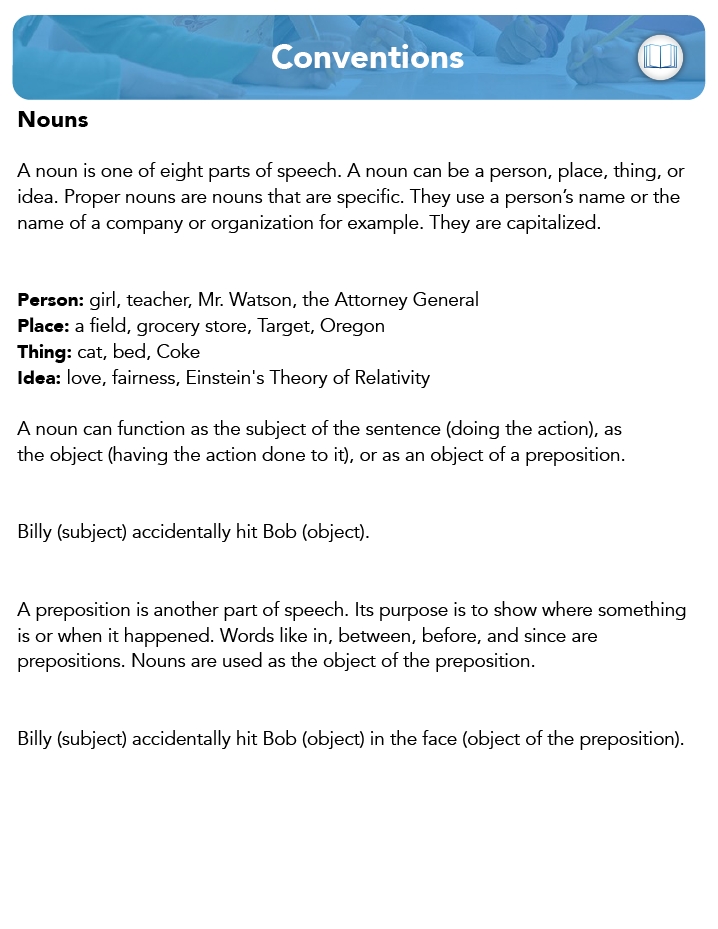 Conventions
Nouns
A noun is one of eight parts of speech. A noun can be a person, place, thing, or
idea. Proper nouns are nouns that are specific. They use a person’s name or the
name of a company or organization for example. They are capitalized.
Person: girl, teacher, Mr. Watson, the Attorney General
Place: a field, grocery store, Target, Oregon
Thing: cat, bed, Coke
Idea: love, fairness, Einstein's Theory of Relativity
A noun can function as the subject of the sentence (doing the action), as
the object (having the action done to it), or as an object of a preposition.
Billy (subject) accidentally hit Bob (object).
A preposition is another part of speech. Its purpose is to show where something
is or when it happened. Words like in, between, before, and since are
prepositions. Nouns are used as the object of the preposition.
Billy (subject) accidentally hit Bob (object) in the face (object of the preposition).